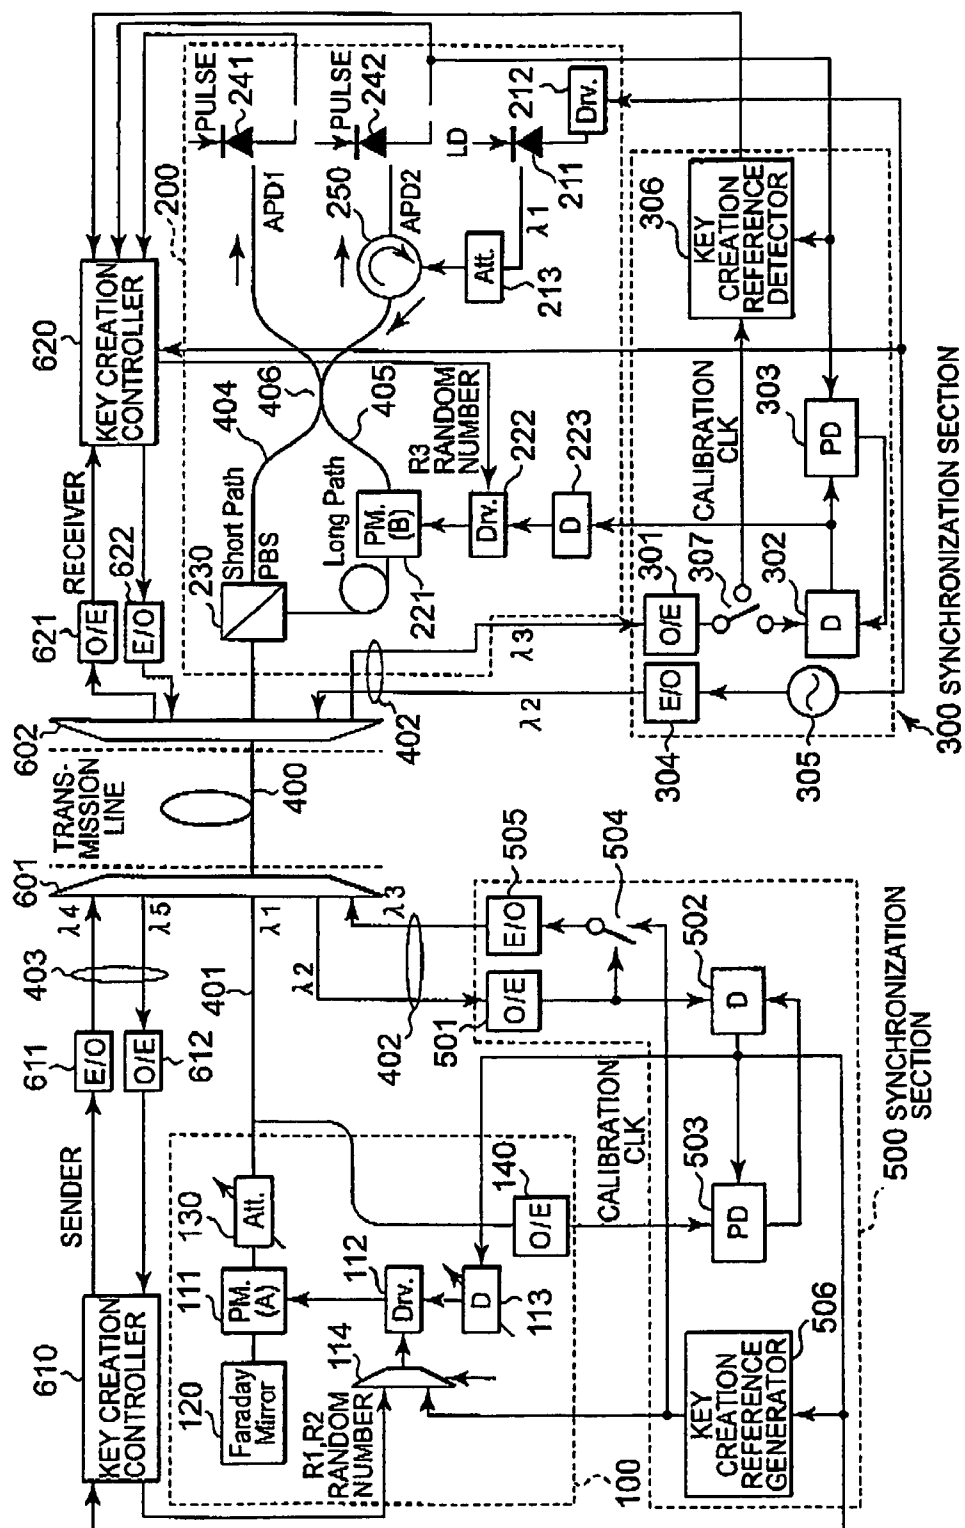 610
KEY CREATION
CONTROLLER
SENDER
611
E/O
O/E
612
403
λ4
λ5
601
TRANS-
MISSION
LINE
400
602
621
O/E
E/O
622
RECEIVER
620
KEY CREATION
CONTROLLER
120
Faraday
Mirror
111
PM.
(A)
130
Att.
401
λ1
λ2
λ3
402
R1,R2
RANDOM
NUMBER
114
112
Drv.
D
113
140
O/E
100
CALIBRATION
CLK
501
O/E
E/O
505
504
502
D
503
PD
KEY
CREATION
REFERENCE
GENERATOR
506
500 SYNCHRONIZATION
SECTION
200
230
PBS
Short Path
404
Long Path
406
405
PM.
(B)
221
R3
RANDOM
NUMBER
Drv.
222
D
223
APD1
PULSE
241
250
APD2
PULSE
242
Att.
213
λ1
LD
211
212
Drv.
402
λ2
λ3
301
O/E
E/O
304
307
CALIBRATION
CLK
302
D
303
PD
305
306
KEY
CREATION
REFERENCE
DETECTOR
300 SYNCHRONIZATION SECTION